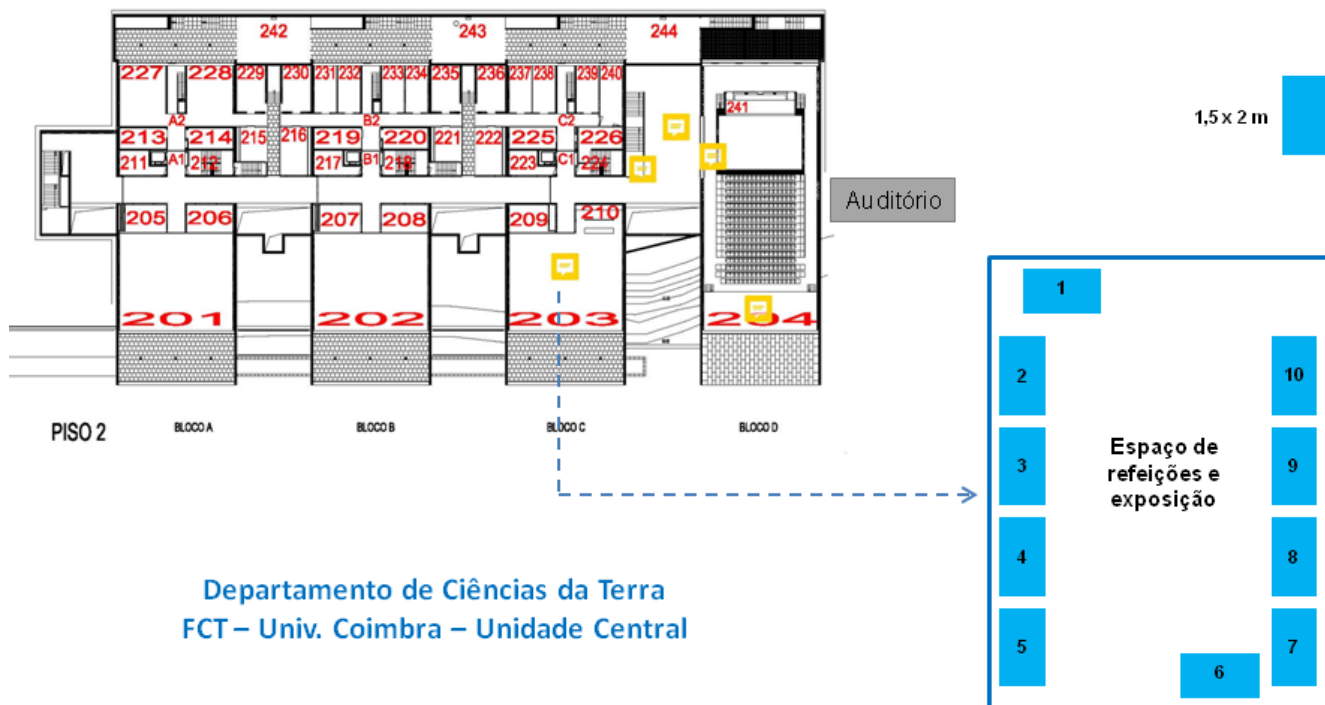 242 243 244
227 228 229 230 231 232 233 234 235 236 237 238 239 240
241
A2 B2 C2
213 214 215 216 219 220 221 222 225 226
211 A1 212 217 B1 218 223 C1 224
205 206 207 208 209 210
201 202 203 204
PISO 2
BLOCO A
BLOCO B
BLOCO C
BLOCO D
Auditório
1,5 x 2 m
1
2
10
3
9
Espaço de
refeições e
exposição
4
8
5
7
6
Departamento de Ciências da Terra
FCT – Univ. Coimbra – Unidade Central